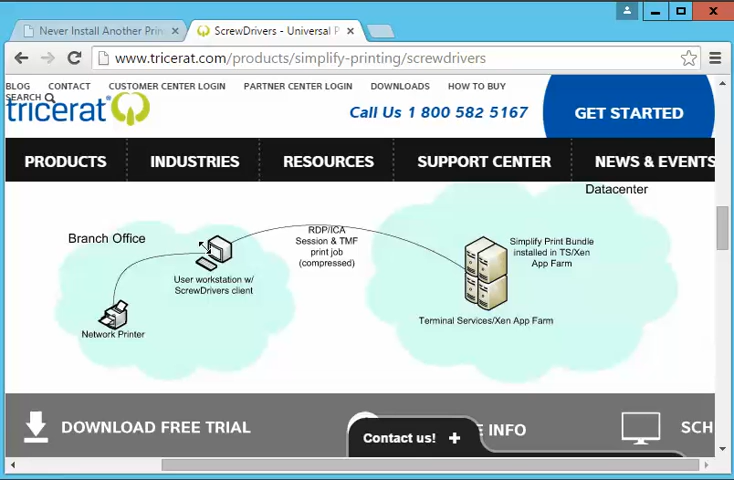 Never Install Another Prin
ScrewDrivers - Universal P
www.tricerat.com/products/simplify-printing/screwdrivers
BLOG CONTACT CUSTOMER CENTER LOGIN PARTNER CENTER LOGIN DOWNLOADS HOW TO BUY
SEARCH
tricerat
Call Us 1 800 582 5167
GET STARTED
PRODUCTS INDUSTRIES RESOURCES SUPPORT CENTER NEWS & EVENTS
Datacenter
Branch Office
RDP/ICA
Session & TMF
print job
(compressed)
Simplify Print Bundle
installed in TS/Xen
App Farm
User workstation w/
ScrewDrivers client
Network Printer
Terminal Services/Xen App Farm
DOWNLOAD FREE TRIAL
E INFO
SCH
Contact us! +